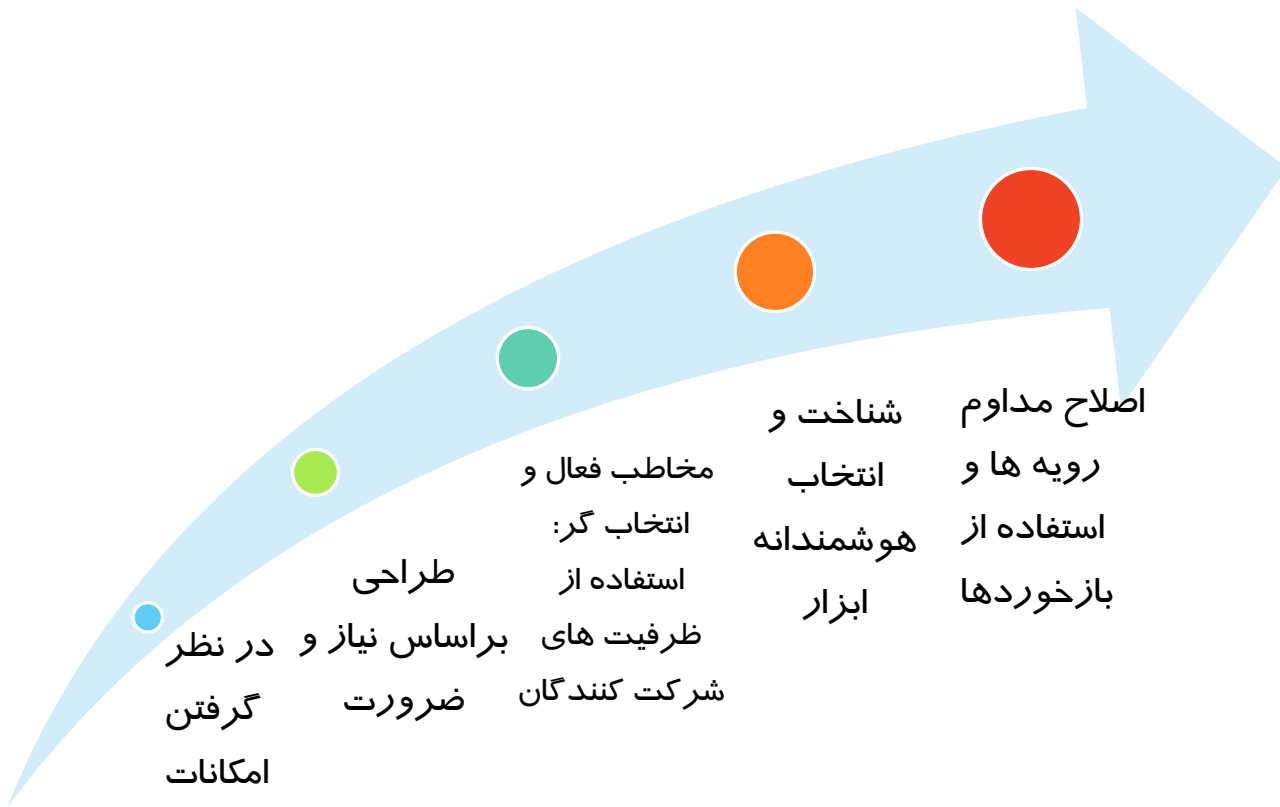 در نظر
گرفتن
امکانات
طراحی
براساس نیاز و
ضرورت
مخاطب فعال و
انتخاب گر:
استفاده از
ظرفیت های
شرکت کنندگان
شناخت و
انتخاب
هوشمندانه
ابزار
اصلاح مداوم
رویه ها و
استفاده از
بازخوردها